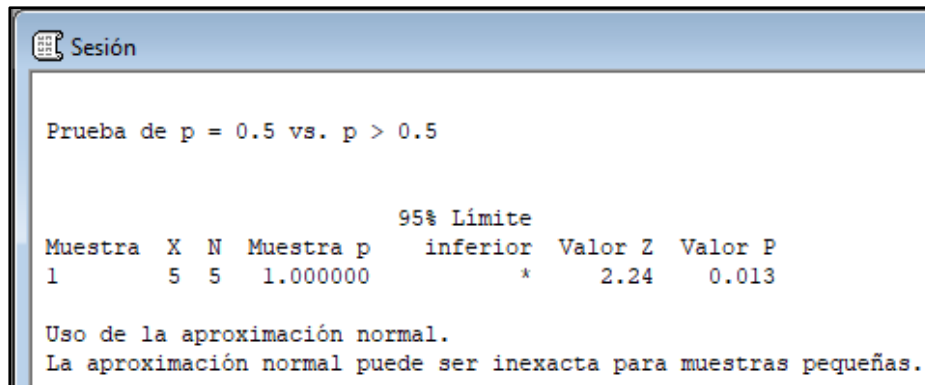 Sesión
Prueba de p = 0.5 vs. p > 0.5
95% Límite
Muestra X N Muestra p inferior Valor Z Valor P
1 5 5 1.000000 * 2.24 0.013
Uso de la aproximación normal.
La aproximación normal puede ser inexacta para muestras pequeñas.